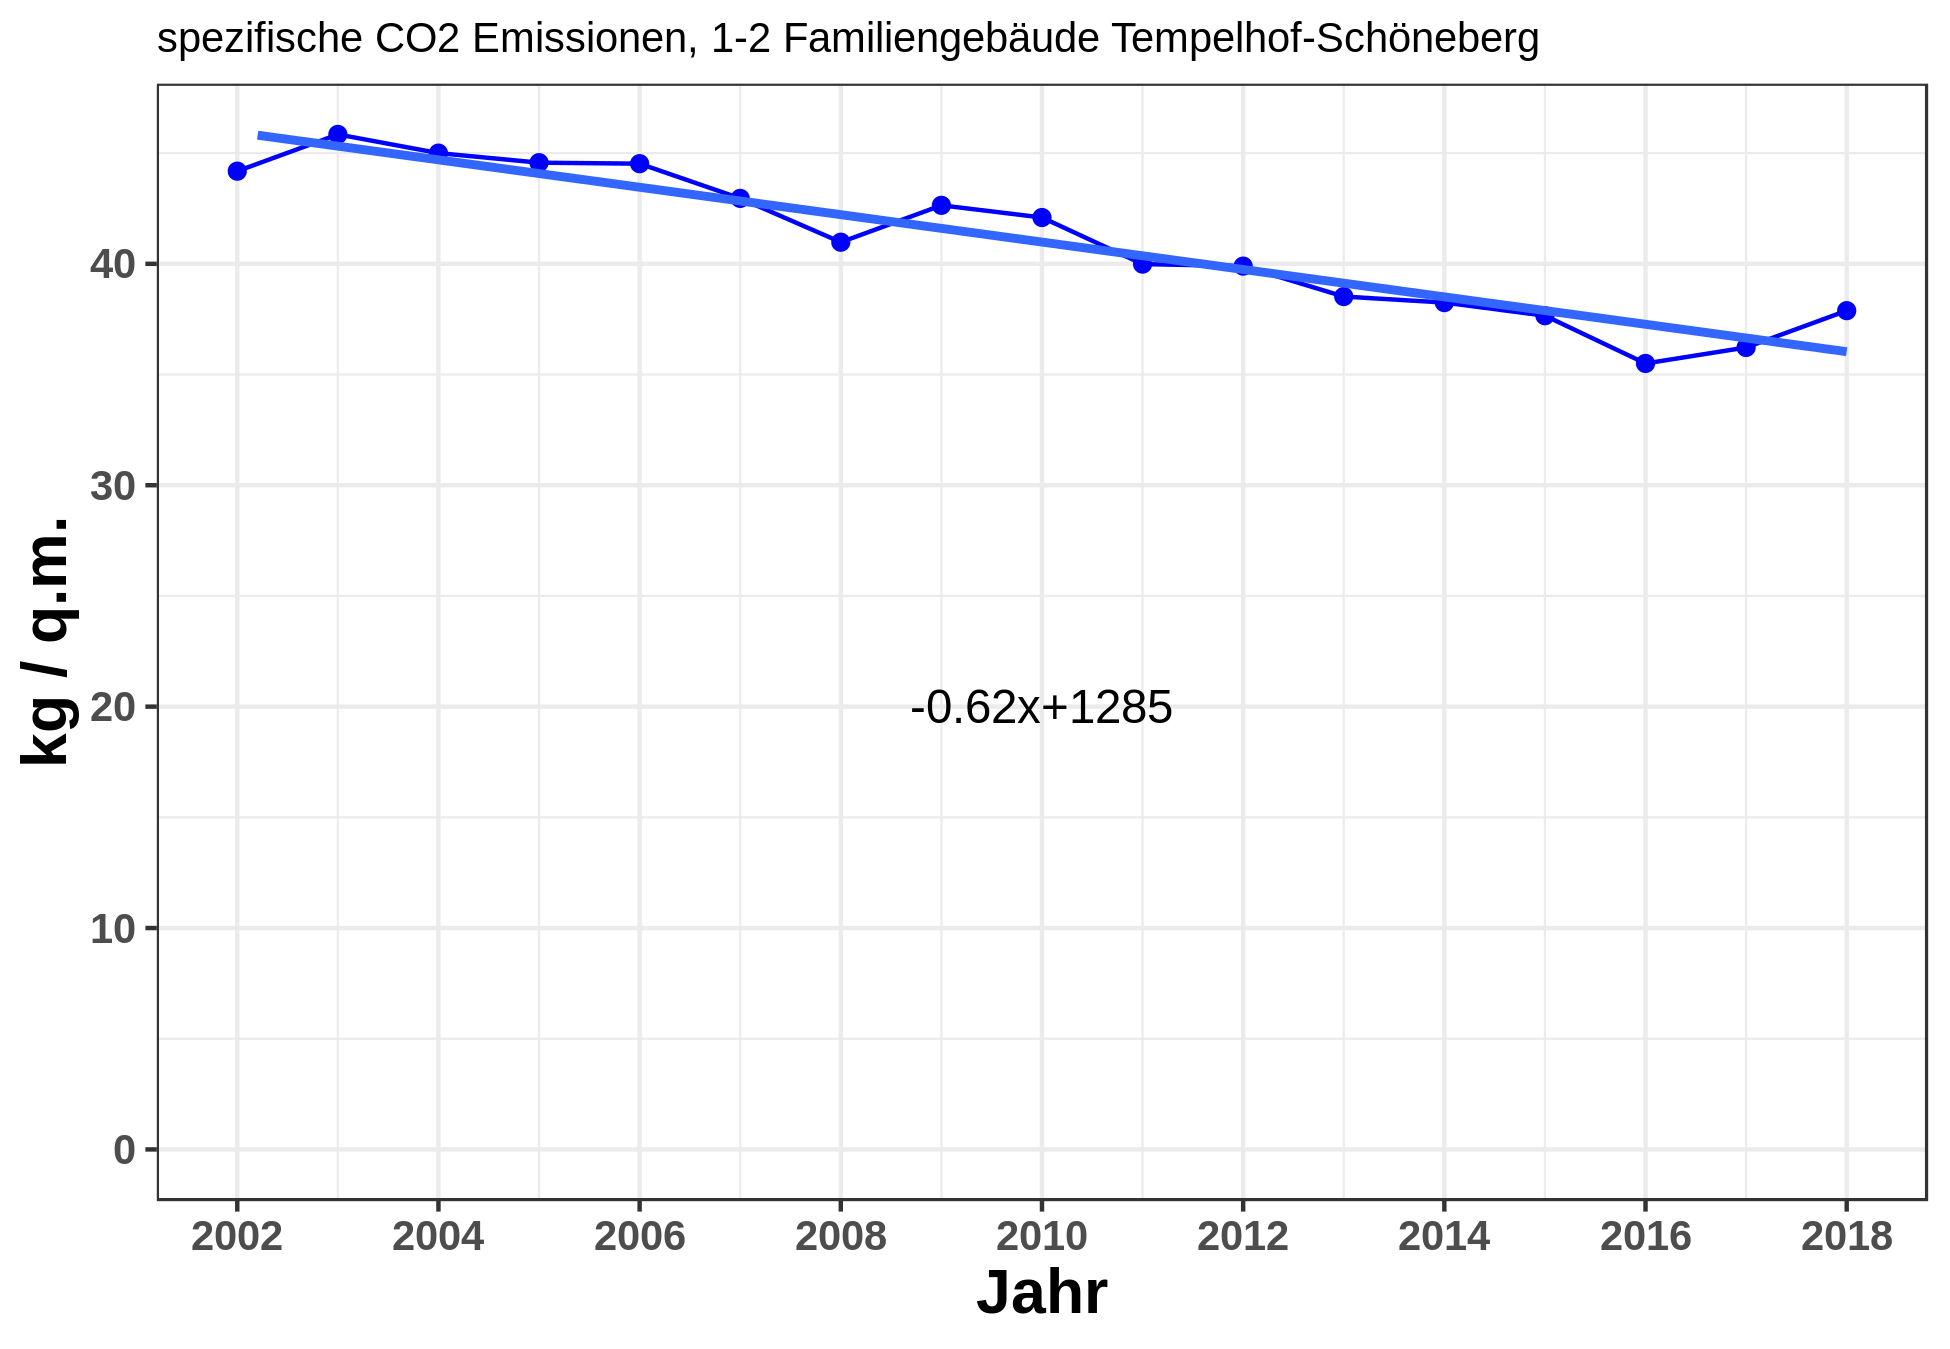 spezifische CO2 Emissionen, 1-2 Familiengebäude Tempelhof-Schöneberg
kg / q.m.
40
30
20
10
0
-0.62x+1285
2002 2004 2006 2008 2010 2012 2014 2016 2018
Jahr